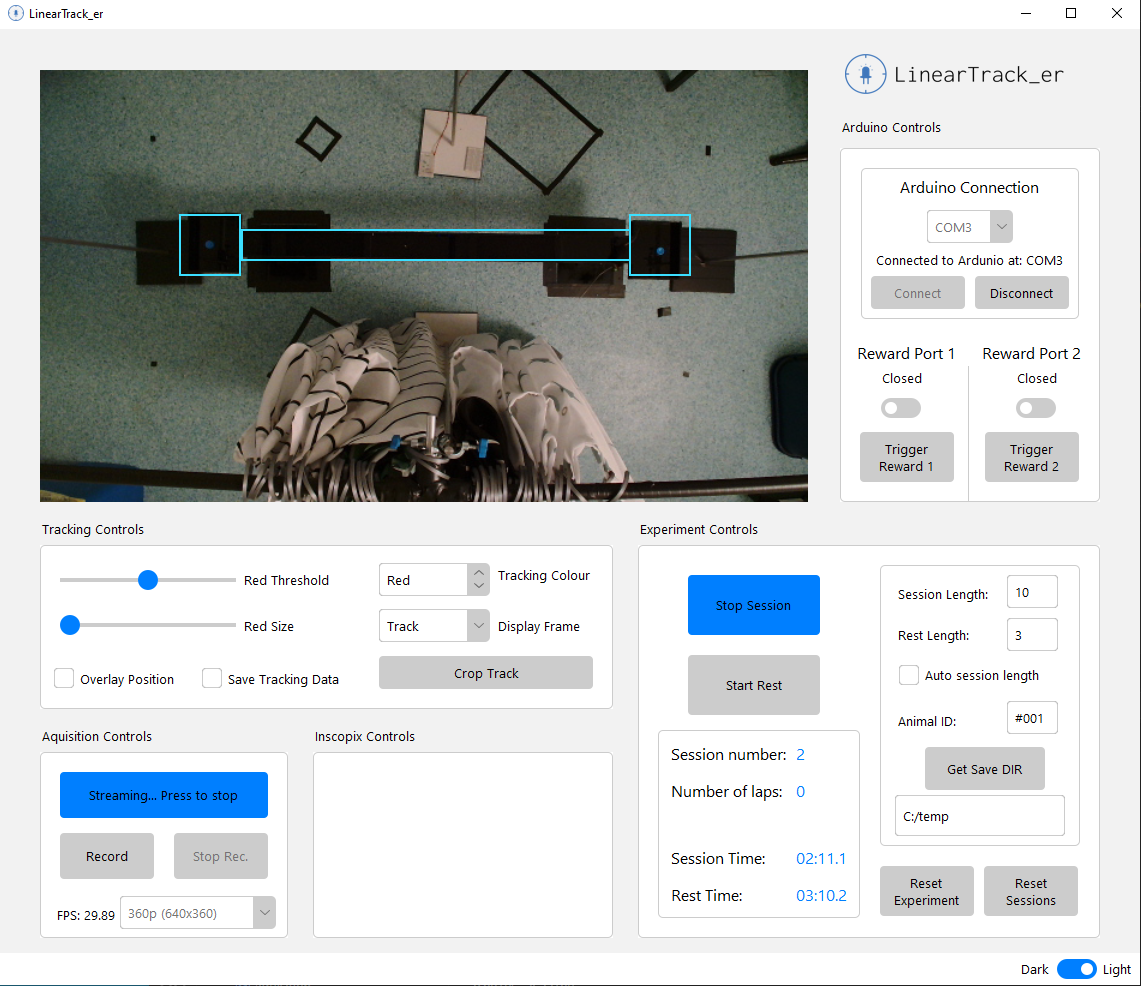 LinearTrack_er
LinearTrack_er
Arduino Controls
Arduino Connection
COM3
Connected to Ardunio at: COM3
Connect
Disconnect
Reward Port 1
Reward Port 2
Closed
Closed
Trigger
Reward 1
Trigger
Reward 2
Tracking Controls
Red Threshold
Red
Tracking Colour
Red Size
Track
Display Frame
Overlay Position
Save Tracking Data
Crop Track
Aquisition Controls
Streaming... Press to stop
Record
Stop Rec.
FPS: 29.89
360p (640x360)
Inscopix Controls
Experiment Controls
Stop Session
Start Rest
Session number: 2
Number of laps: 0
Session Time: 02:11.1
Rest Time: 03:10.2
Session Length: 10
Rest Length: 3
Auto session length
Animal ID: #001
Get Save DIR
C:/temp
Reset
Experiment
Reset
Sessions
Dark
Light